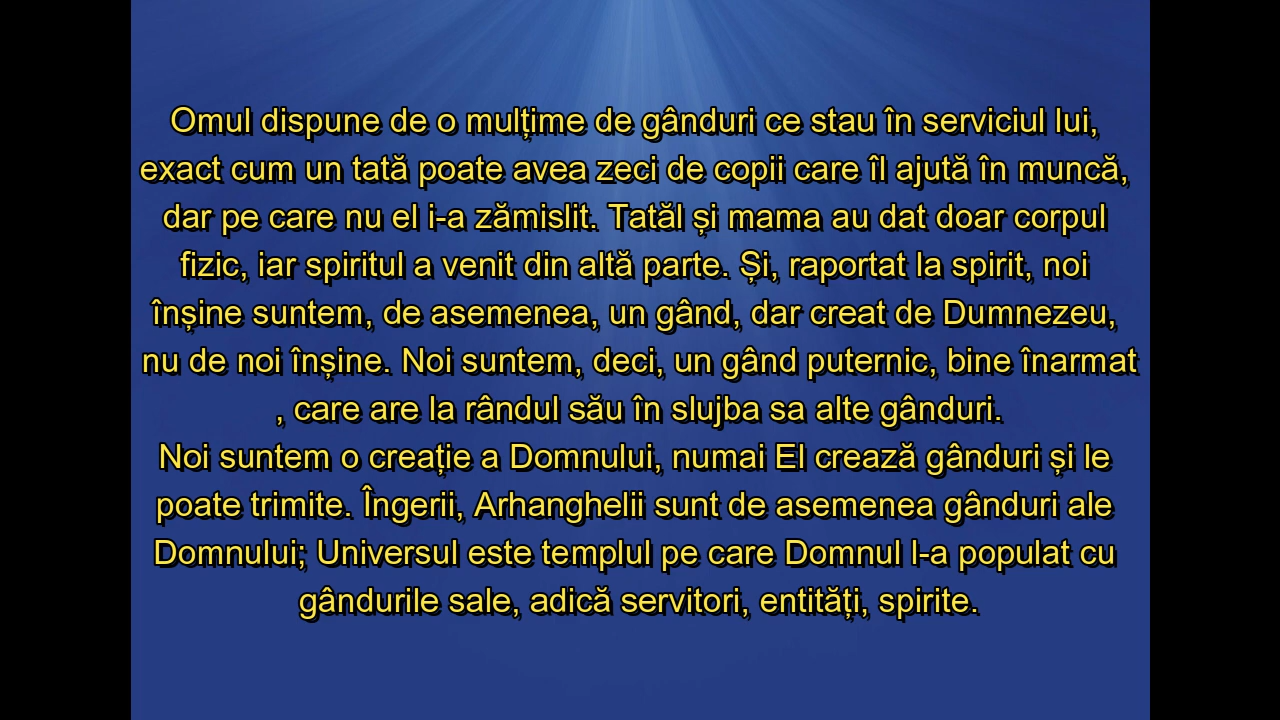 Omul dispune de o mulțime de gânduri ce stau în serviciul lui,
exact cum un tată poate avea zeci de copii care îl ajută în muncă,
dar pe care nu el i-a zămislit. Tatăl și mama au dat doar corpul
fizic, iar spiritul a venit din altă parte. Și, raportat la spirit, noi
înșine suntem, de asemenea, un gând, dar creat de Dumnezeu,
nu de noi înșine. Noi suntem, deci, un gând puternic, bine înarmat
, care are la rândul său în slujba sa alte gânduri.
Noi suntem o creație a Domnului, numai El crează gânduri și le
poate trimite. Îngerii, Arhanghelii sunt de asemenea gânduri ale
Domnului; Universul este templul pe care Domnul l-a populat cu
gândurile sale, adică servitori, entități, spirite.